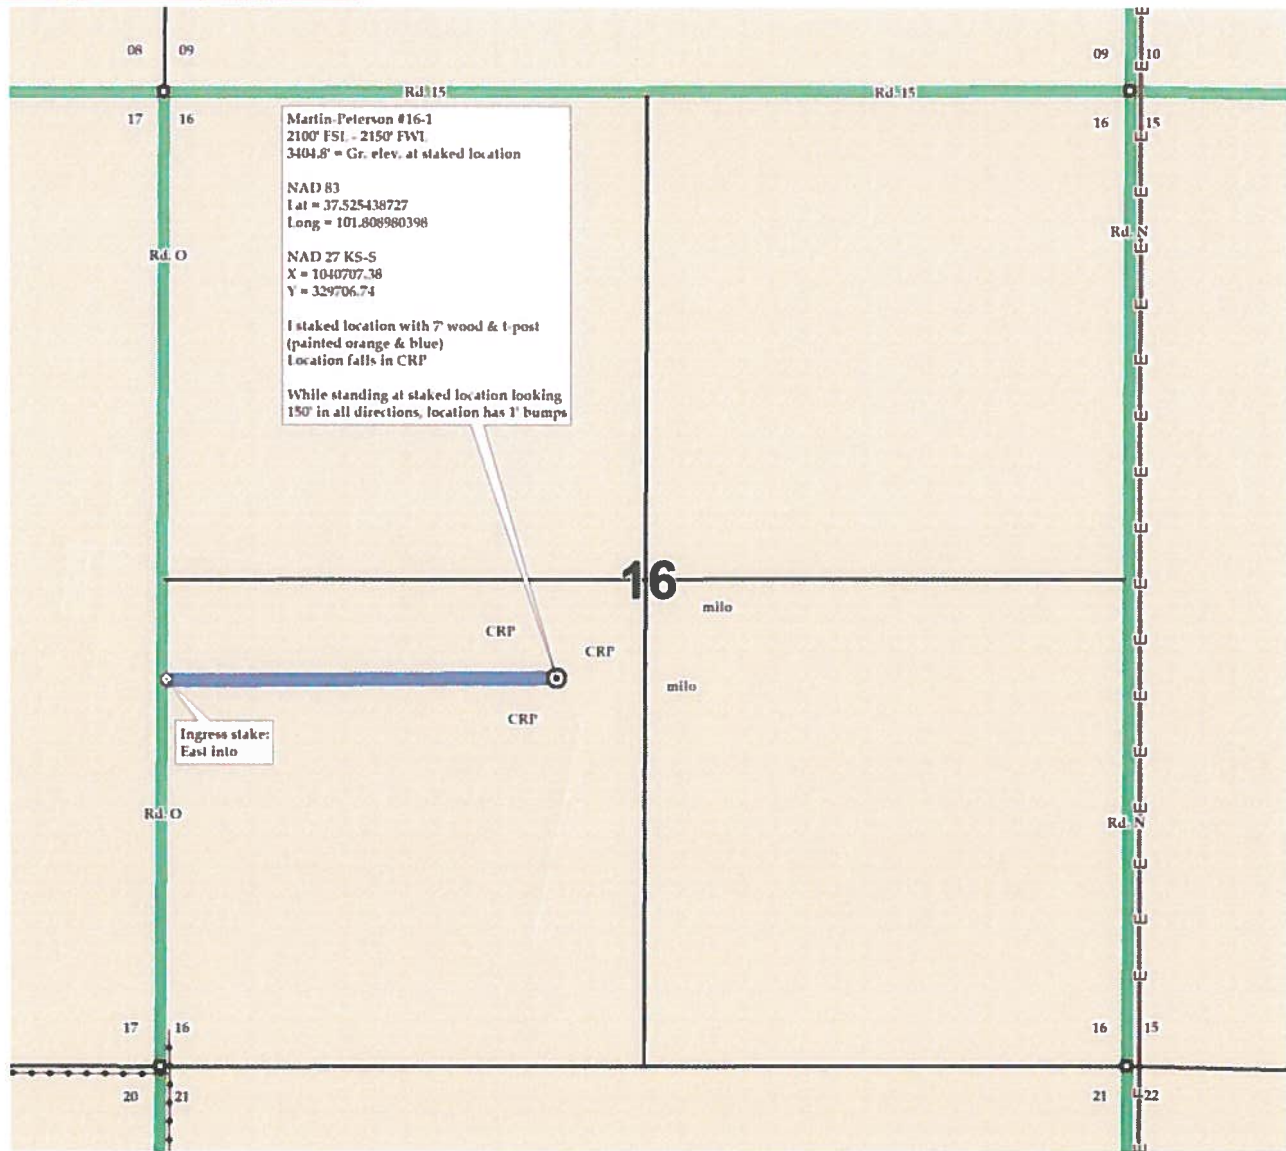 08 09
09 10
Rd. 15 Rd. 15
17 16
16 15
Martin-Peterson #16-1
2100' FSL - 2150' FWL
3404.8' = Gr. elev. at staked location
NAD 83
Lat = 37.525438727
Long = 101.808980398
NAD 27 KS-S
X = 1040707.38
Y = 329706.74
I staked location with 7' wood & t-post
(painted orange & blue)
Location falls in CRP
While standing at staked location looking
150' in all directions, location has 1' bumps
Rd. O
Rd. N
16
milo
CRP
CRP
milo
CRP
Ingress stake:
East into
Rd. O
Rd. N
17 16
16 15
20 21
21 22
E E E E E E E E E E E E E E E E E E E E E